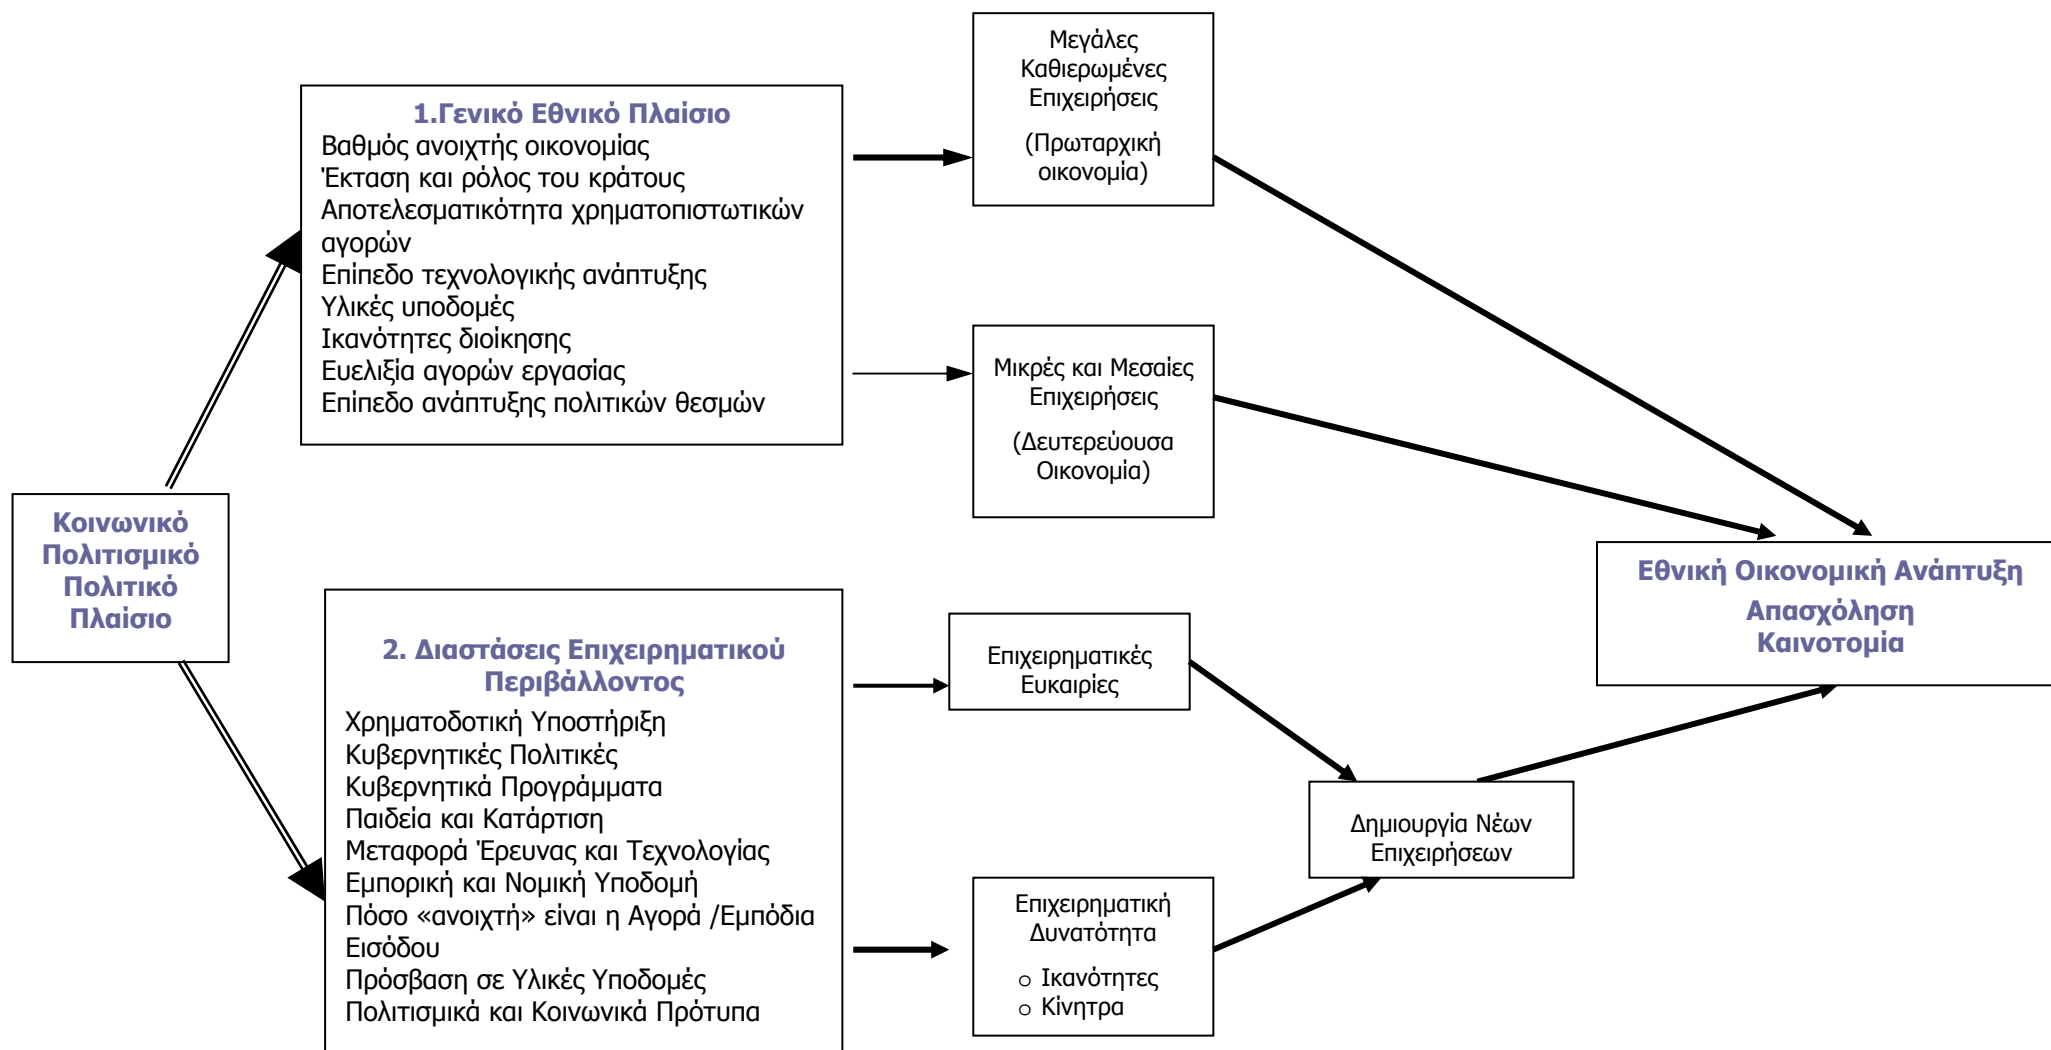 Κοινωνικό
Πολιτισμικό
Πολιτικό
Πλαίσιο
1.Γενικό Εθνικό Πλαίσιο
Βαθμός ανοιχτής οικονομίας
Έκταση και ρόλος του κράτους
Αποτελεσματικότητα χρηματοπιστωτικών
αγορών
Επίπεδο τεχνολογικής ανάπτυξης
Υλικές υποδομές
Ικανότητες διοίκησης
Ευελιξία αγορών εργασίας
Επίπεδο ανάπτυξης πολιτικών θεσμών
2. Διαστάσεις Επιχειρηματικού
Περιβάλλοντος
Χρηματοδοτική Υποστήριξη
Κυβερνητικές Πολιτικές
Κυβερνητικά Προγράμματα
Παιδεία και Κατάρτιση
Μεταφορά Έρευνας και Τεχνολογίας
Εμπορική και Νομική Υποδομή
Πόσο «ανοιχτή» είναι η Αγορά /Εμπόδια
Εισόδου
Πρόσβαση σε Υλικές Υποδομές
Πολιτισμικά και Κοινωνικά Πρότυπα
Μεγάλες
Καθιερωμένες
Επιχειρήσεις
(Πρωταρχική
οικονομία)
Μικρές και Μεσαίες
Επιχειρήσεις
(Δευτερεύουσα
Οικονομία)
Επιχειρηματικές
Ευκαιρίες
Επιχειρηματική
Δυνατότητα
o Ικανότητες
o Κίνητρα
Δημιουργία Νέων
Επιχειρήσεων
Εθνική Οικονομική Ανάπτυξη
Απασχόληση
Καινοτομία